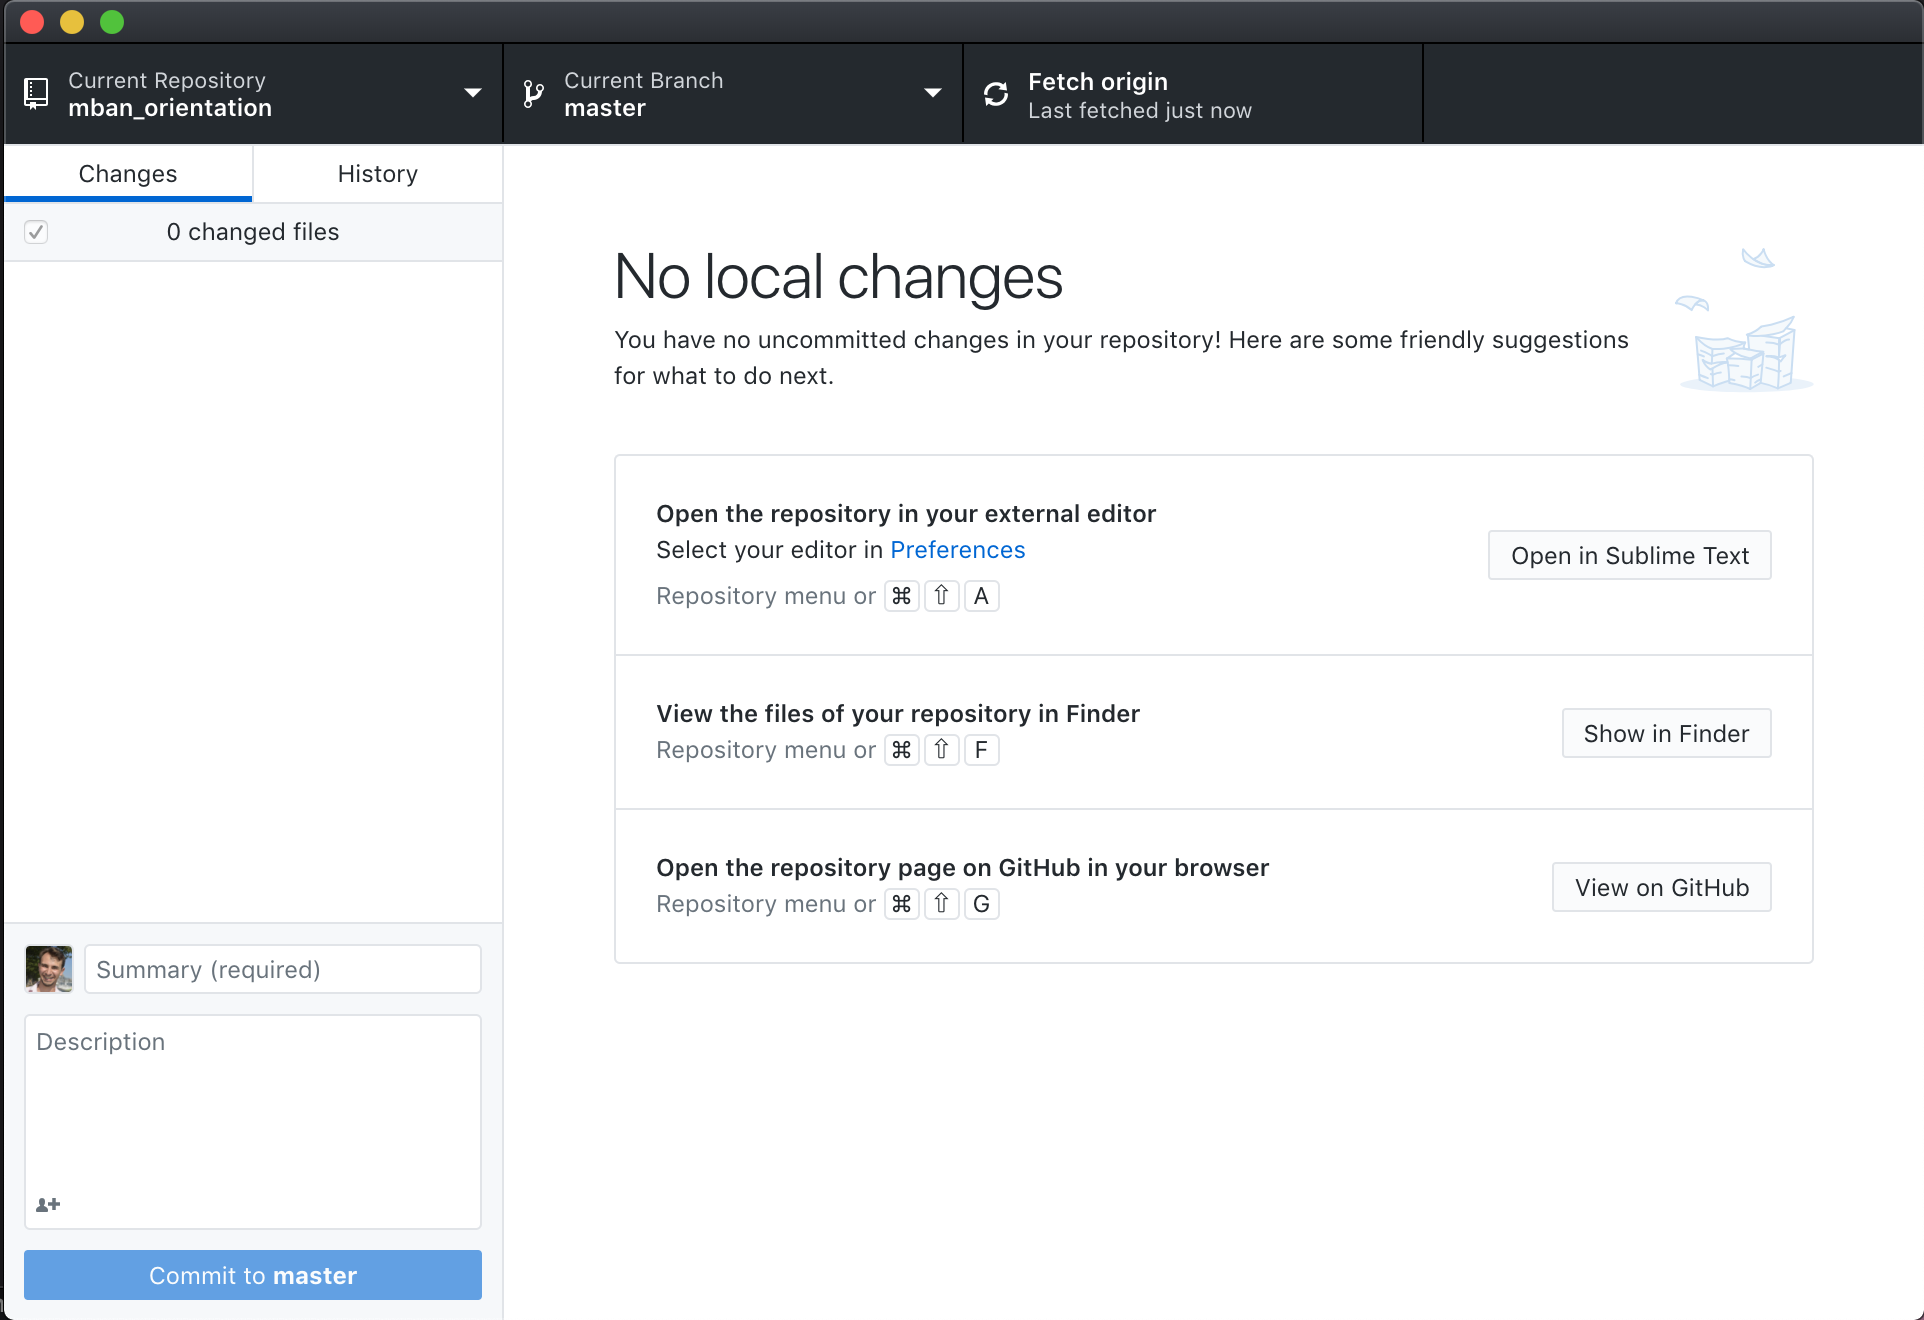 Current Repository
mban_orientation
Current Branch
master
Fetch origin
Last fetched just now
Changes
History
0 changed files
No local changes
You have no uncommitted changes in your repository! Here are some friendly suggestions
for what to do next.
Open the repository in your external editor
Select your editor in Preferences
Repository menu or ⌘ ⇧ A
Open in Sublime Text
View the files of your repository in Finder
Repository menu or ⌘ ⇧ F
Show in Finder
Open the repository page on GitHub in your browser
Repository menu or ⌘ ⇧ G
View on GitHub
Summary (required)
Description
Commit to master